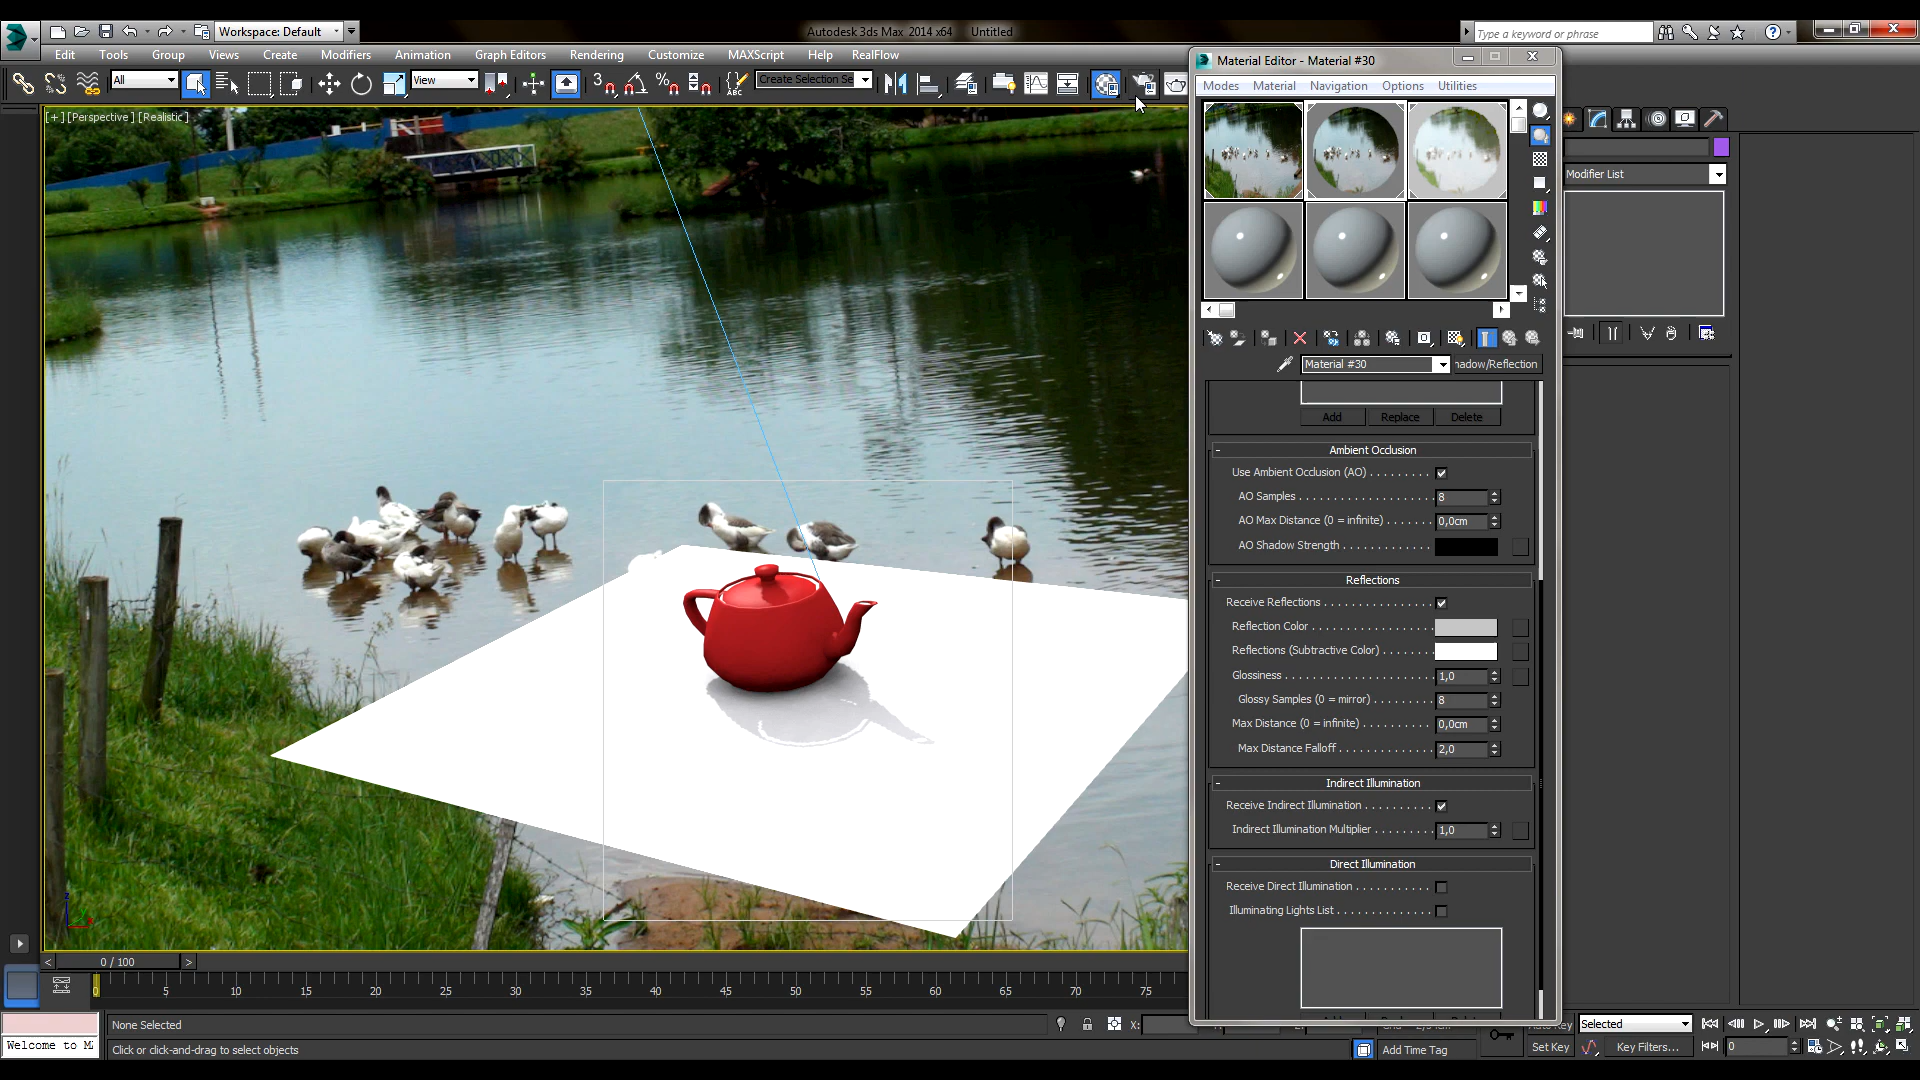 Workspace: Default
Autodesk 3ds Max 2014 x64 Untitled
Type a keyword or phrase
Edit Tools Group Views Create Modifiers Animation Graph Editors Rendering Customize MAXScript Help RealFlow
All
View
Create Selection Se
[+] [Perspective] [Realistic]
Material Editor - Material #30
Modes Material Navigation Options Utilities
Modifier List
Material #30
hadow/Reflection
Add Replace Delete
Ambient Occlusion
Use Ambient Occlusion (AO)
AO Samples 8
AO Max Distance (0 = infinite) 0,0cm
AO Shadow Strength
Reflections
Receive Reflections
Reflection Color
Reflections (Subtractive Color)
Glossiness 1,0
Glossy Samples (0 = mirror) 8
Max Distance (0 = infinite) 0,0cm
Max Distance Falloff 2,0
Indirect Illumination
Receive Indirect Illumination
Indirect Illumination Multiplier 1,0
Direct Illumination
Receive Direct Illumination
Illuminating Lights List
< 0 / 100 >
0 5 10 15 20 25 30 35 40 45 50 55 60 65 70 75
None Selected
X:
Selected
Welcome to M
Click or click-and-drag to select objects
Add Time Tag
Set Key
Key Filters...
0